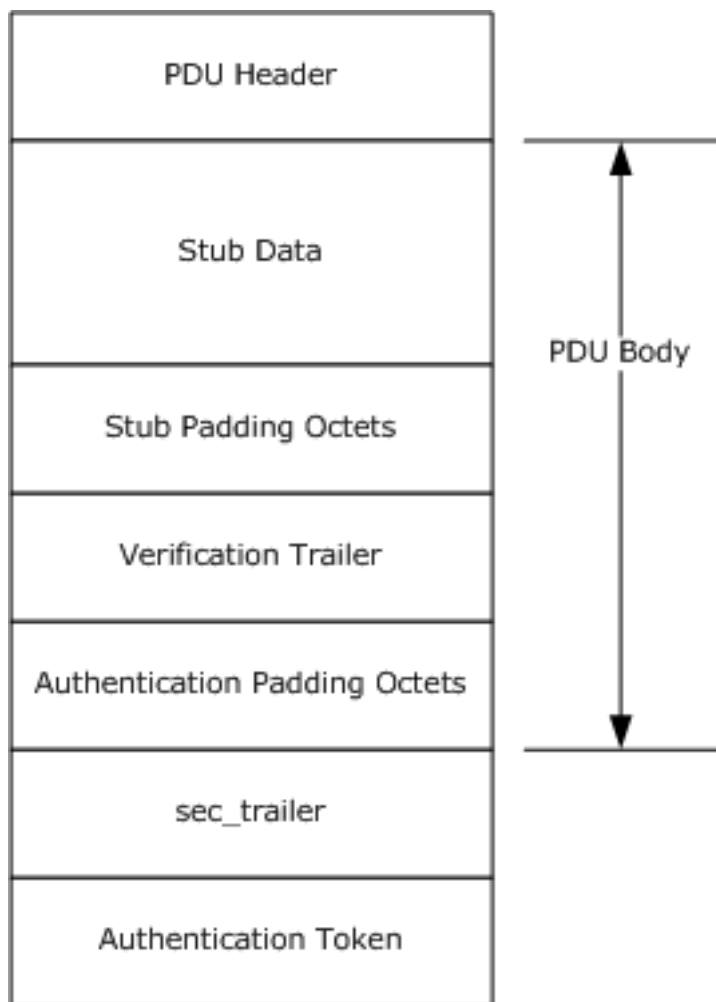 PDU Header
Stub Data
PDU Body
Stub Padding Octets
Verification Trailer
Authentication Padding Octets
sec_trailer
Authentication Token